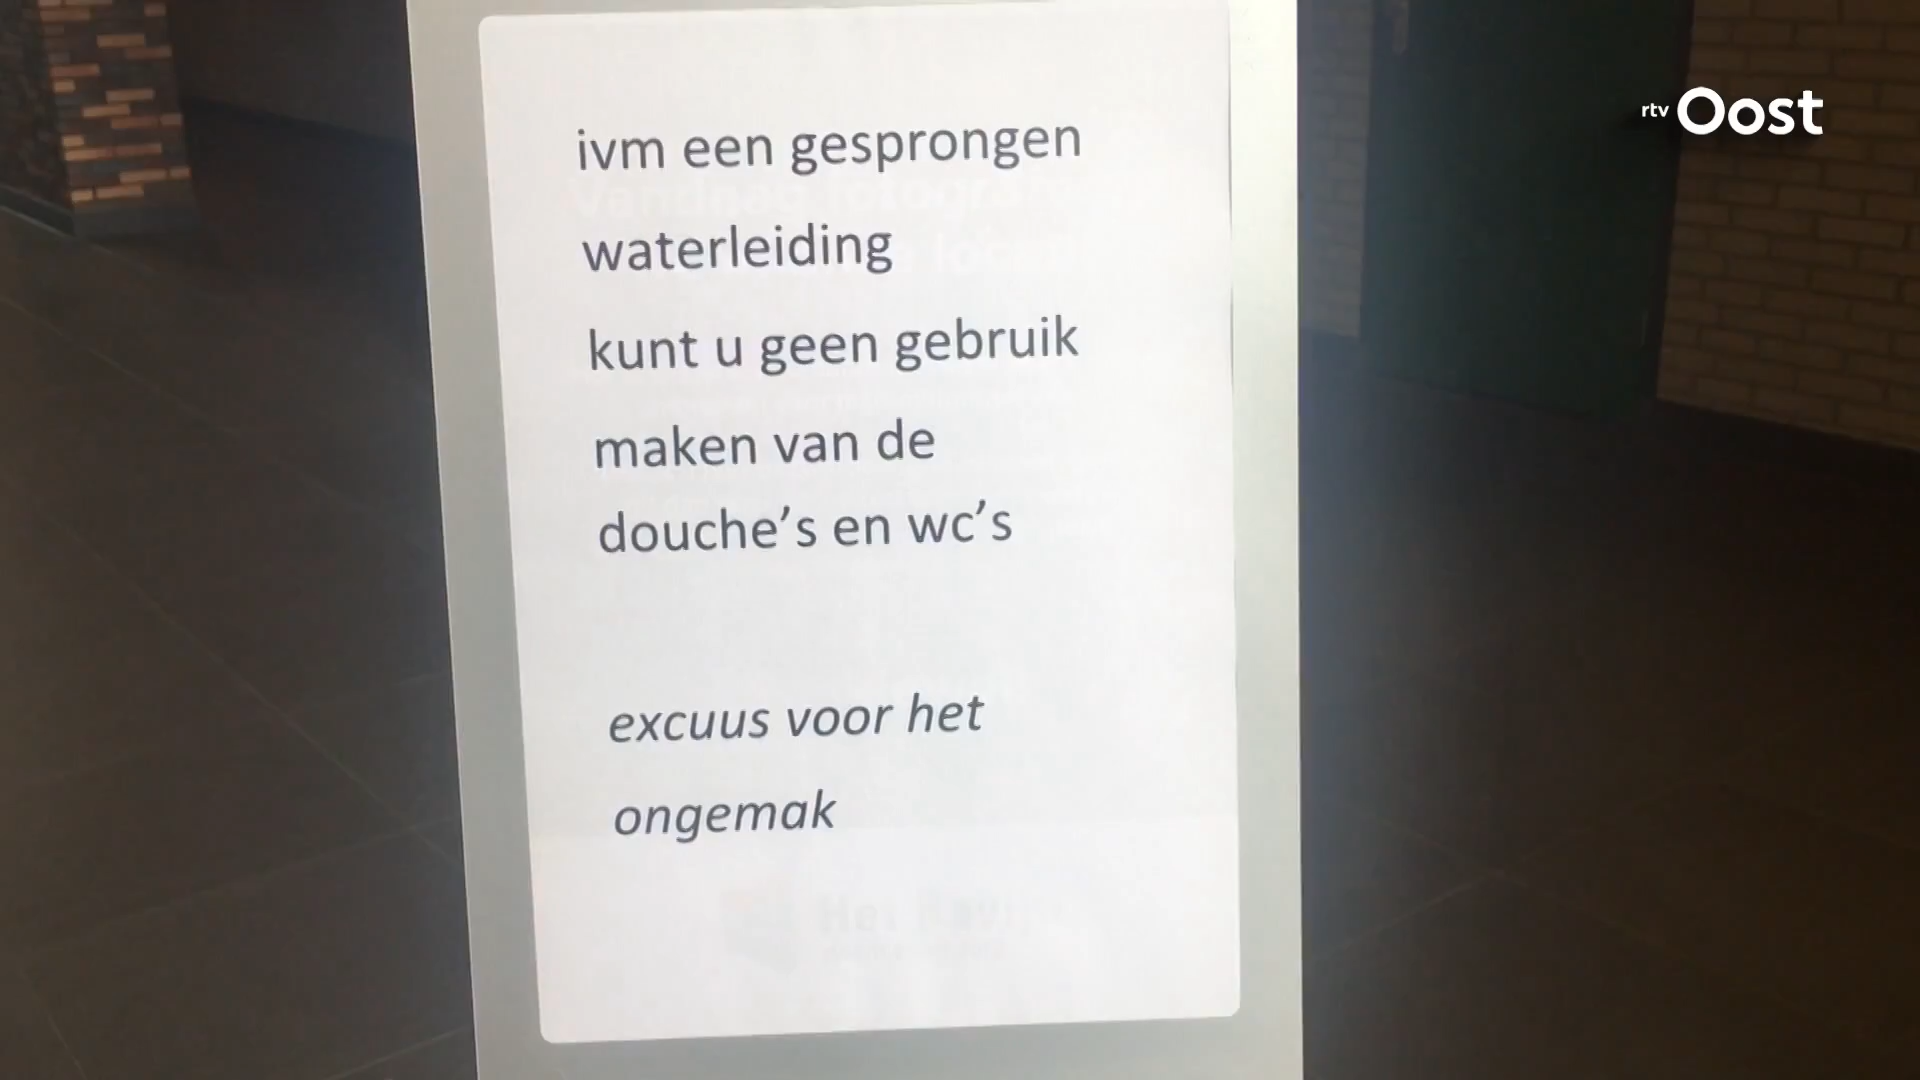 rtv Oost
ivm een gesprongen
waterleiding
kunt u geen gebruik
maken van de
douche’s en wc’s
excuus voor het
ongemak